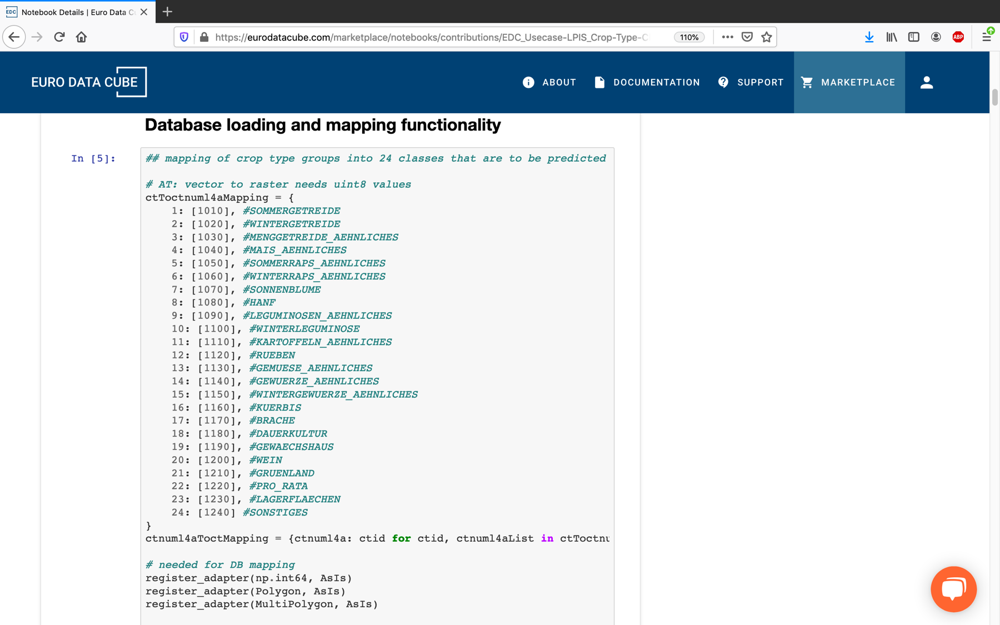 EDC Notebook Details | Euro Data Cu
https://eurodatacube.com/marketplace/notebooks/contributions/EDC_Usecase-LPIS_Crop-Type-C
110%
ABP
EURO DATA CUBE
ABOUT
DOCUMENTATION
SUPPORT
MARKETPLACE
Database loading and mapping functionality
In [5]:
## mapping of crop type groups into 24 classes that are to be predicted
# AT: vector to raster needs uint8 values
ctToctnuml4aMapping = {
1: [1010], #SOMMERGETREIDE
2: [1020], #WINTERGETREIDE
3: [1030], #MENGGETREIDE_AEHNLICHES
4: [1040], #MAIS_AEHNLICHES
5: [1050], #SOMMERRAPS_AEHNLICHES
6: [1060], #WINTERRAPS_AEHNLICHES
7: [1070], #SONNENBLUME
8: [1080], #HANF
9: [1090], #LEGUMINOSEN_AEHNLICHES
10: [1100], #WINTERLEGUMINOSE
11: [1110], #KARTOFFELN_AEHNLICHES
12: [1120], #RUEBEN
13: [1130], #GEMUESE_AEHNLICHES
14: [1140], #GEWUERZE_AEHNLICHES
15: [1150], #WINTERGEWUERZE_AEHNLICHES
16: [1160], #KUERBIS
17: [1170], #BRACHE
18: [1180], #DAUERKULTUR
19: [1190], #GEWAECHSHAUS
20: [1200], #WEIN
21: [1210], #GRUENLAND
22: [1220], #PRO_RATA
23: [1230], #LAGERFLAECHEN
24: [1240] #SONSTIGES
}
ctnuml4aToctMapping = {ctnuml4a: ctid for ctid, ctnuml4aList in ctToctnu
# needed for DB mapping
register_adapter(np.int64, AsIs)
register_adapter(Polygon, AsIs)
register_adapter(MultiPolygon, AsIs)